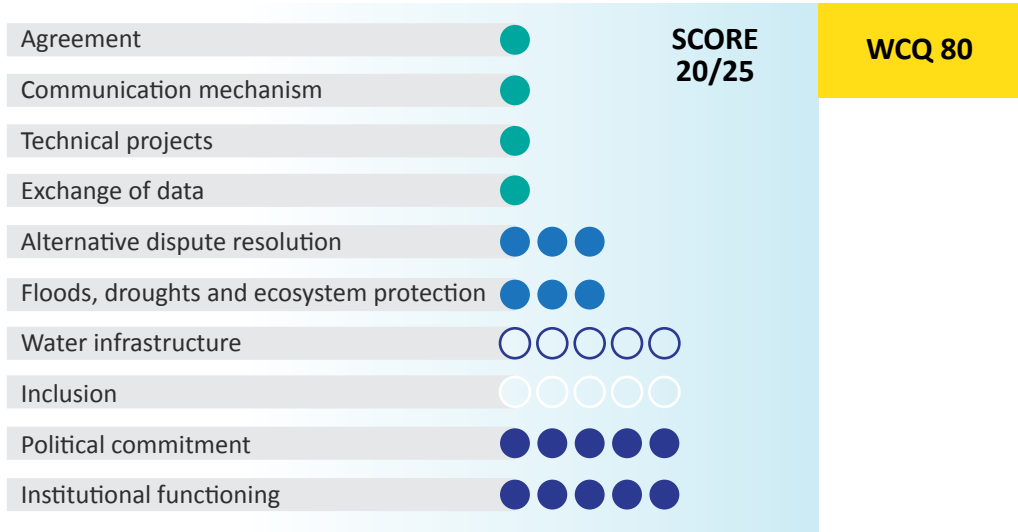 Agreement
Communication mechanism
Technical projects
Exchange of data
Alternative dispute resolution
Floods, droughts and ecosystem protection
Water infrastructure
Inclusion
Political commitment
Institutional functioning
SCORE
20/25
WCQ 80